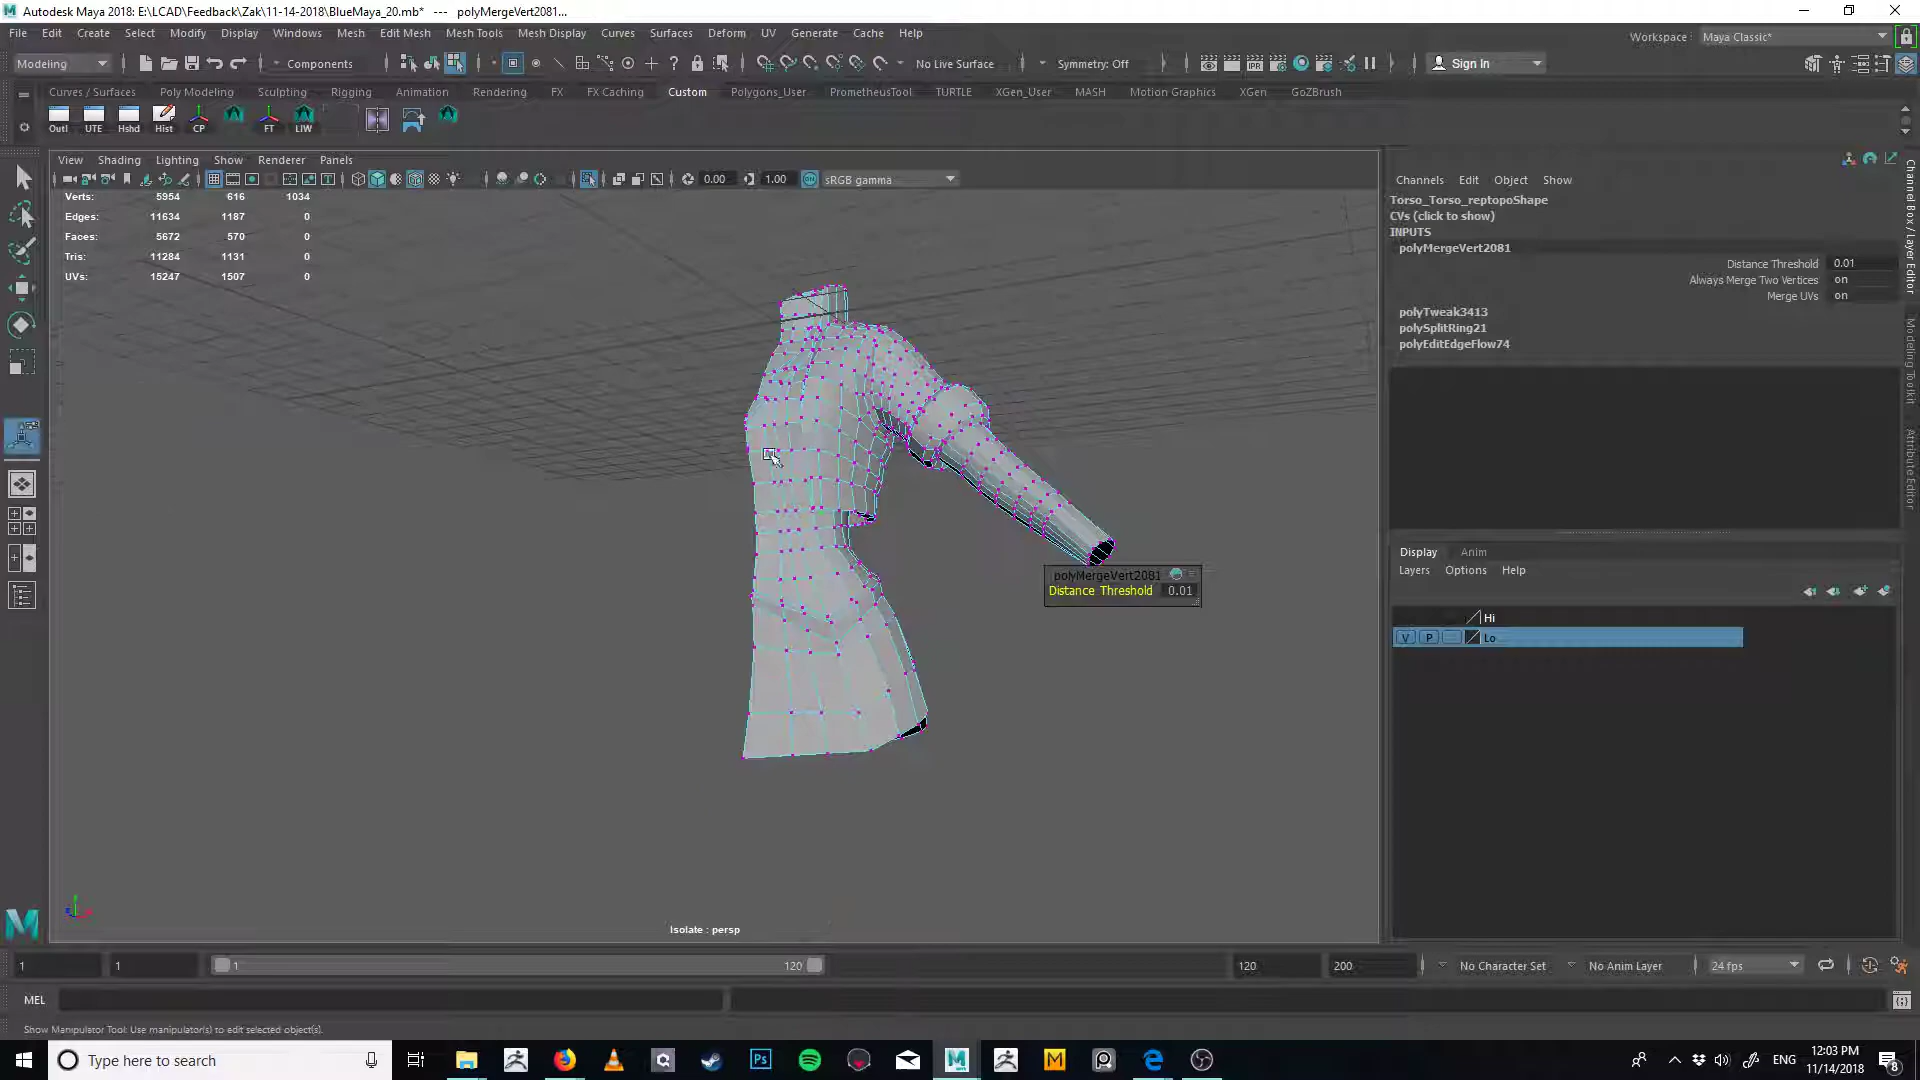 Autodesk Maya 2018: E:\LCAD\Feedback\Zak\11-14-2018\BlueMaya_20.mb* --- polyMergeVert2081...
File Edit Create Select Modify Display Windows Mesh Edit Mesh Mesh Tools Mesh Display Curves Surfaces Deform UV Generate Cache Help
Workspace : Maya Classic*
Modeling Components No Live Surface Symmetry: Off Sign In
Curves / Surfaces Poly Modeling Sculpting Rigging Animation Rendering FX FX Caching Custom Polygons_User PrometheusTool TURTLE XGen_User MASH Motion Graphics XGen GoZBrush
Outl UTE Hshd Hist CP FT LIW
View Shading Lighting Show Renderer Panels
0.00 1.00 sRGB gamma
Verts: 5954 616 1034
Edges: 11634 1187 0
Faces: 5672 570 0
Tris: 11284 1131 0
UVs: 15247 1507 0
polyMergeVert2081
Distance Threshold 0.01
Isolate : persp
Channels Edit Object Show
Torso_Torso_reptopoShape
CVs (click to show)
INPUTS
polyMergeVert2081
Distance Threshold 0.01
Always Merge Two Vertices on
Merge UVs on
polyTweak3413
polySplitRing21
polyEditEdgeFlow74
Display Anim
Layers Options Help
Hi
V P Lo
Channel Box / Layer Editor
Modeling Toolkit
Attribute Editor
1 1 1 120 120 200 No Character Set No Anim Layer 24 fps
MEL
Show Manipulator Tool: Use manipulator(s) to edit selected object(s).
Type here to search
ENG
12:03 PM
11/14/2018
8